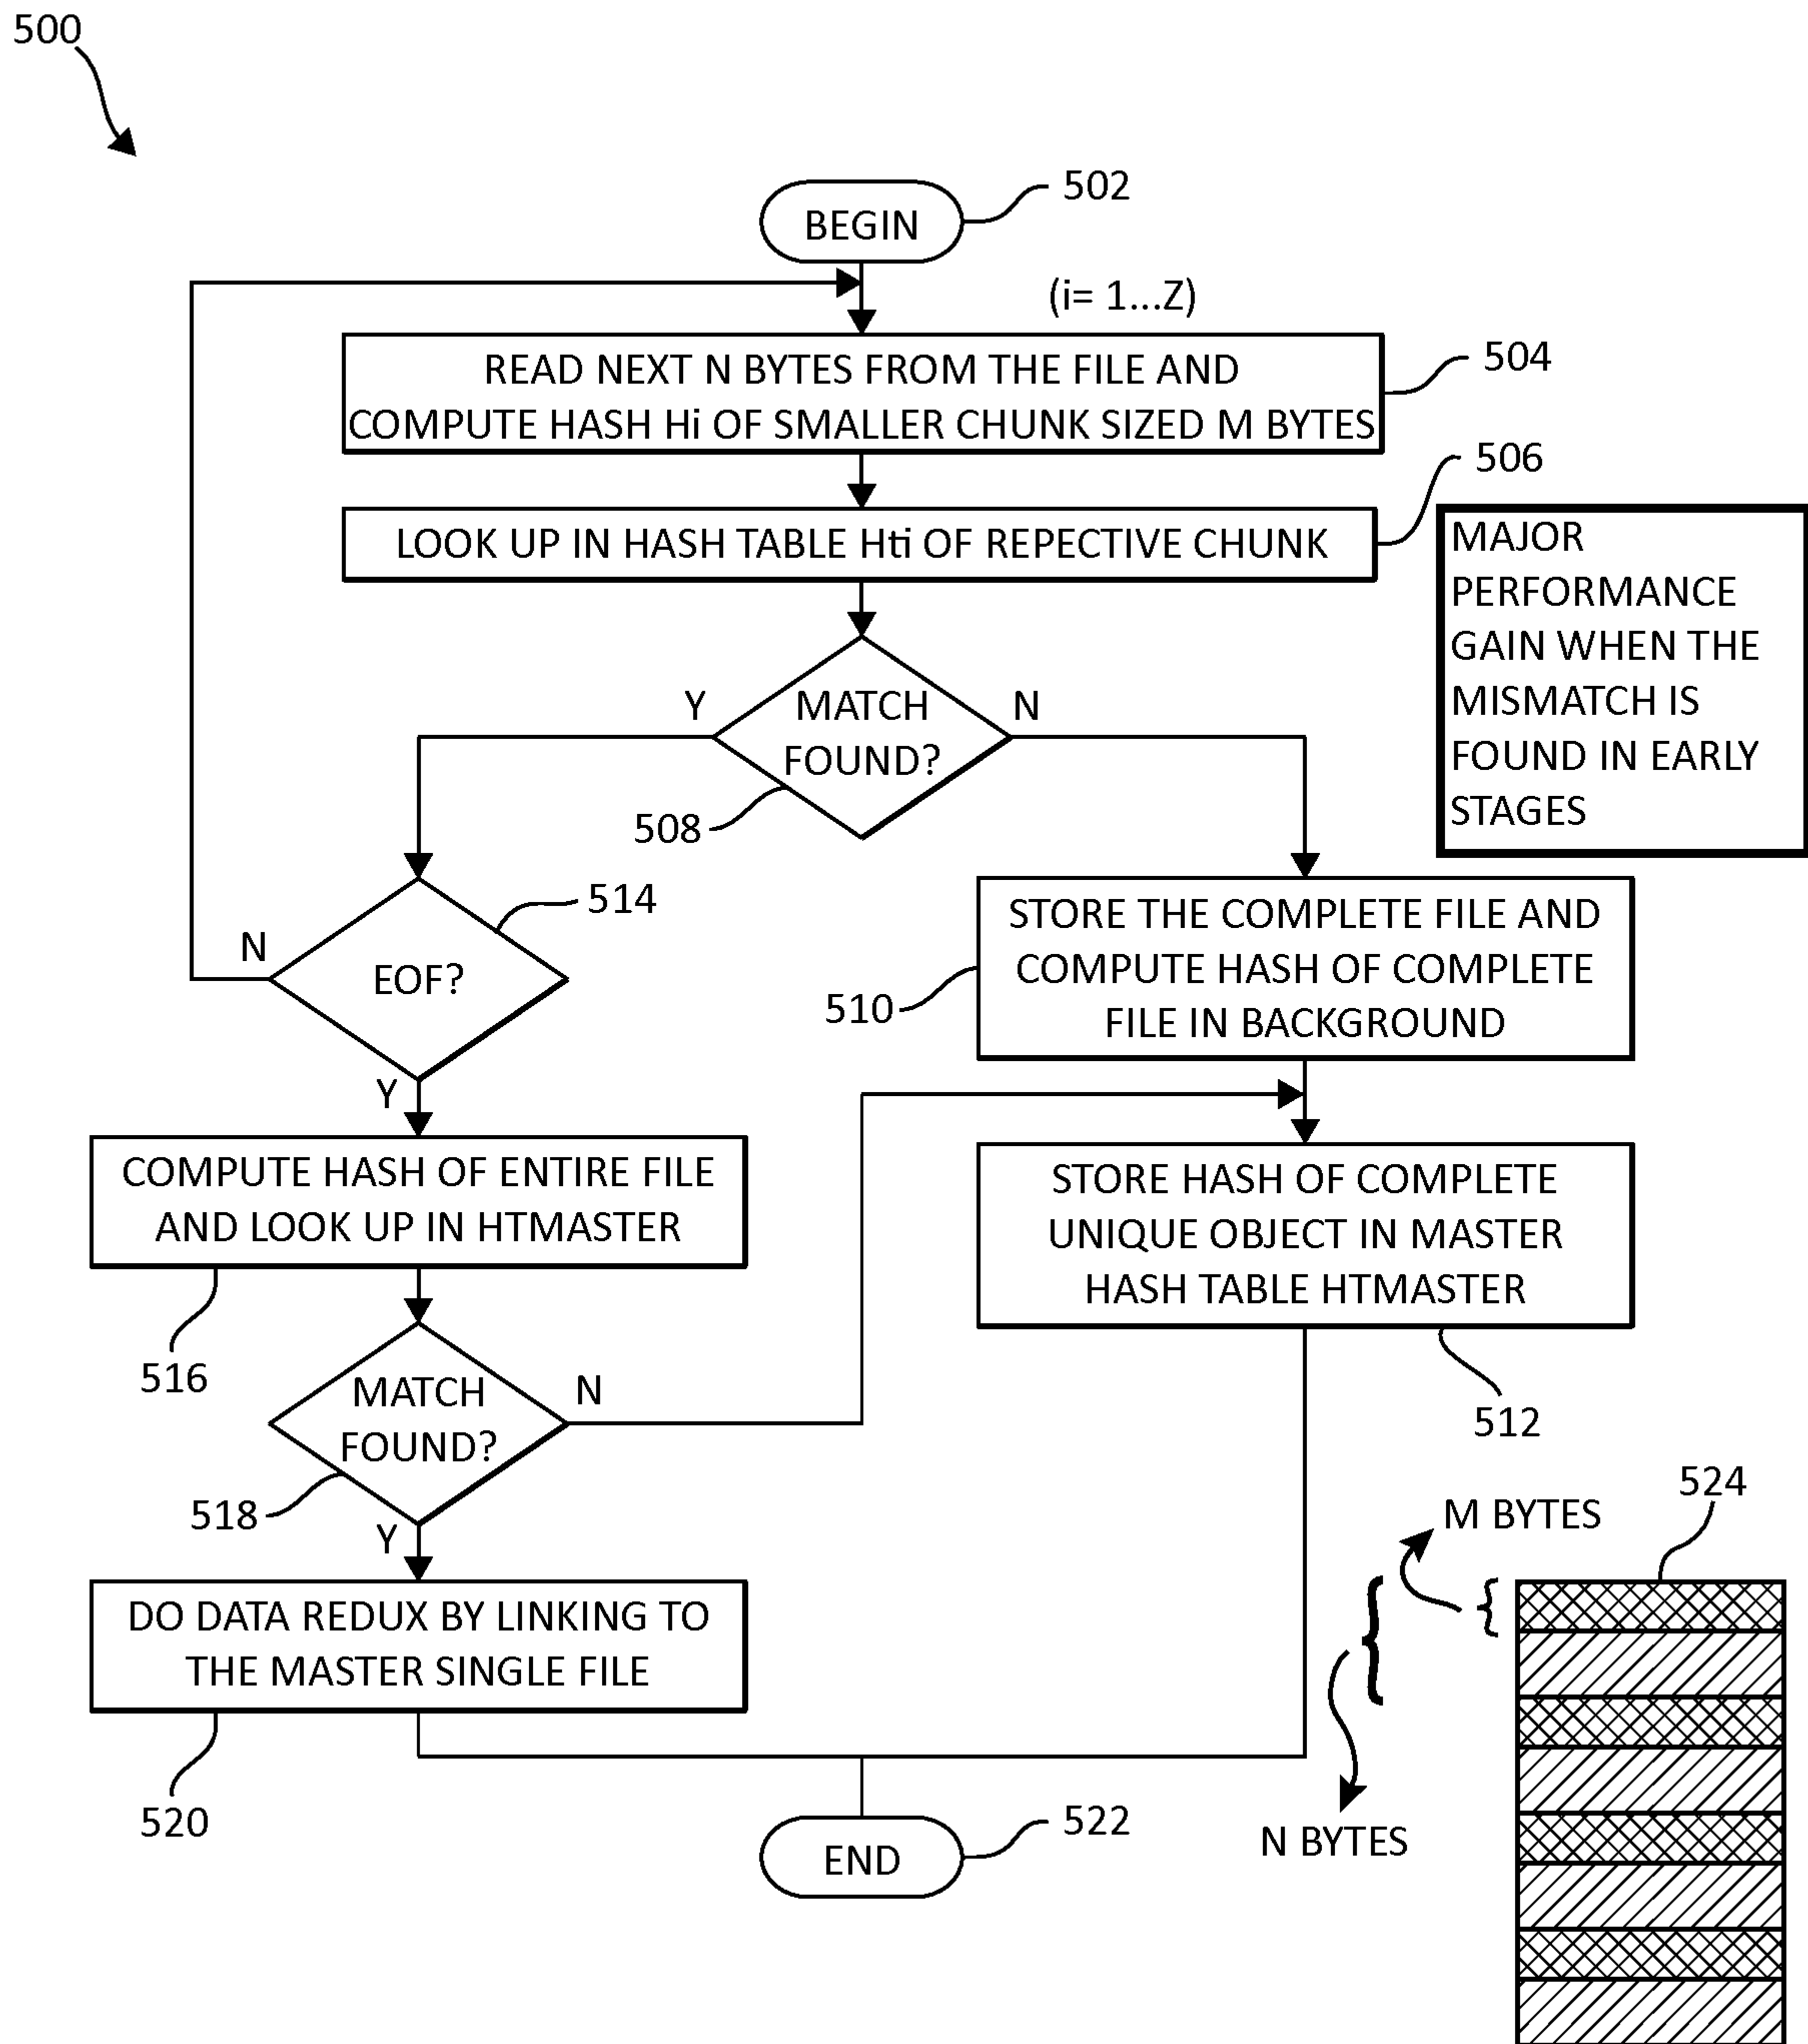 500
BEGIN
502
(i= 1...Z)
READ NEXT N BYTES FROM THE FILE AND
COMPUTE HASH Hi OF SMALLER CHUNK SIZED M BYTES
504
LOOK UP IN HASH TABLE Hti OF REPECTIVE CHUNK
506
MAJOR
PERFORMANCE
GAIN WHEN THE
MISMATCH IS
FOUND IN EARLY
STAGES
Y
MATCH
FOUND?
N
508
EOF?
514
N
Y
STORE THE COMPLETE FILE AND
COMPUTE HASH OF COMPLETE
FILE IN BACKGROUND
510
COMPUTE HASH OF ENTIRE FILE
AND LOOK UP IN HTMASTER
516
STORE HASH OF COMPLETE
UNIQUE OBJECT IN MASTER
HASH TABLE HTMASTER
512
MATCH
FOUND?
N
518
Y
DO DATA REDUX BY LINKING TO
THE MASTER SINGLE FILE
520
END
522
M BYTES
524
N BYTES